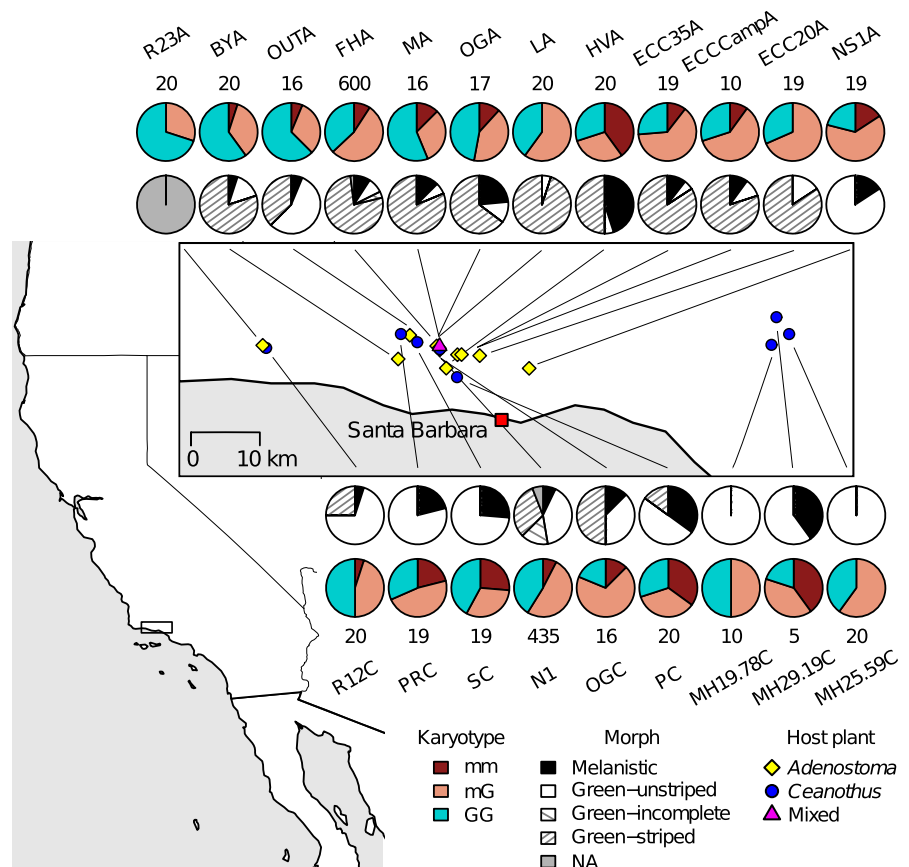 R23A BYA OUTA FHA MA OGA LA HVA ECC35A ECCCampA ECC20A NS1A
20 20 16 600 16 17 20 20 19 10 19 19
Santa Barbara
0 10 km
20 19 19 435 16 20 10 5 20
R12C PRC SC N1 OGC PC MH19.78C MH29.19C MH25.59C
Karyotype Morph Host plant
mm Melanistic Adenostoma
mG Green−unstriped Ceanothus
GG Green−incomplete Mixed
Green−striped
NA